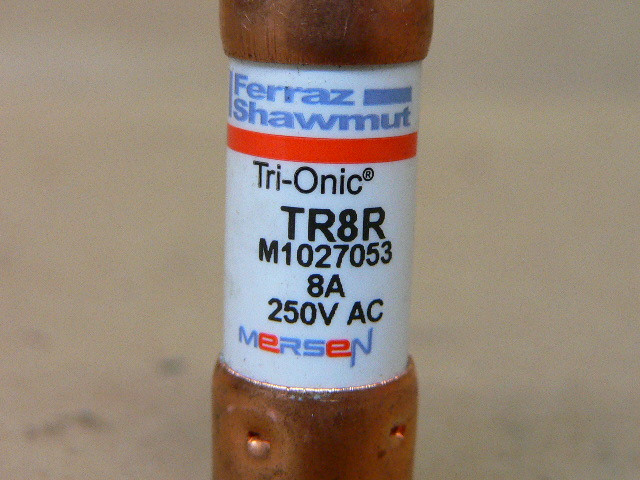 Ferraz
Shawmut
Tri-Onic®
TR8R
M1027053
8A
250V AC
MERSEN